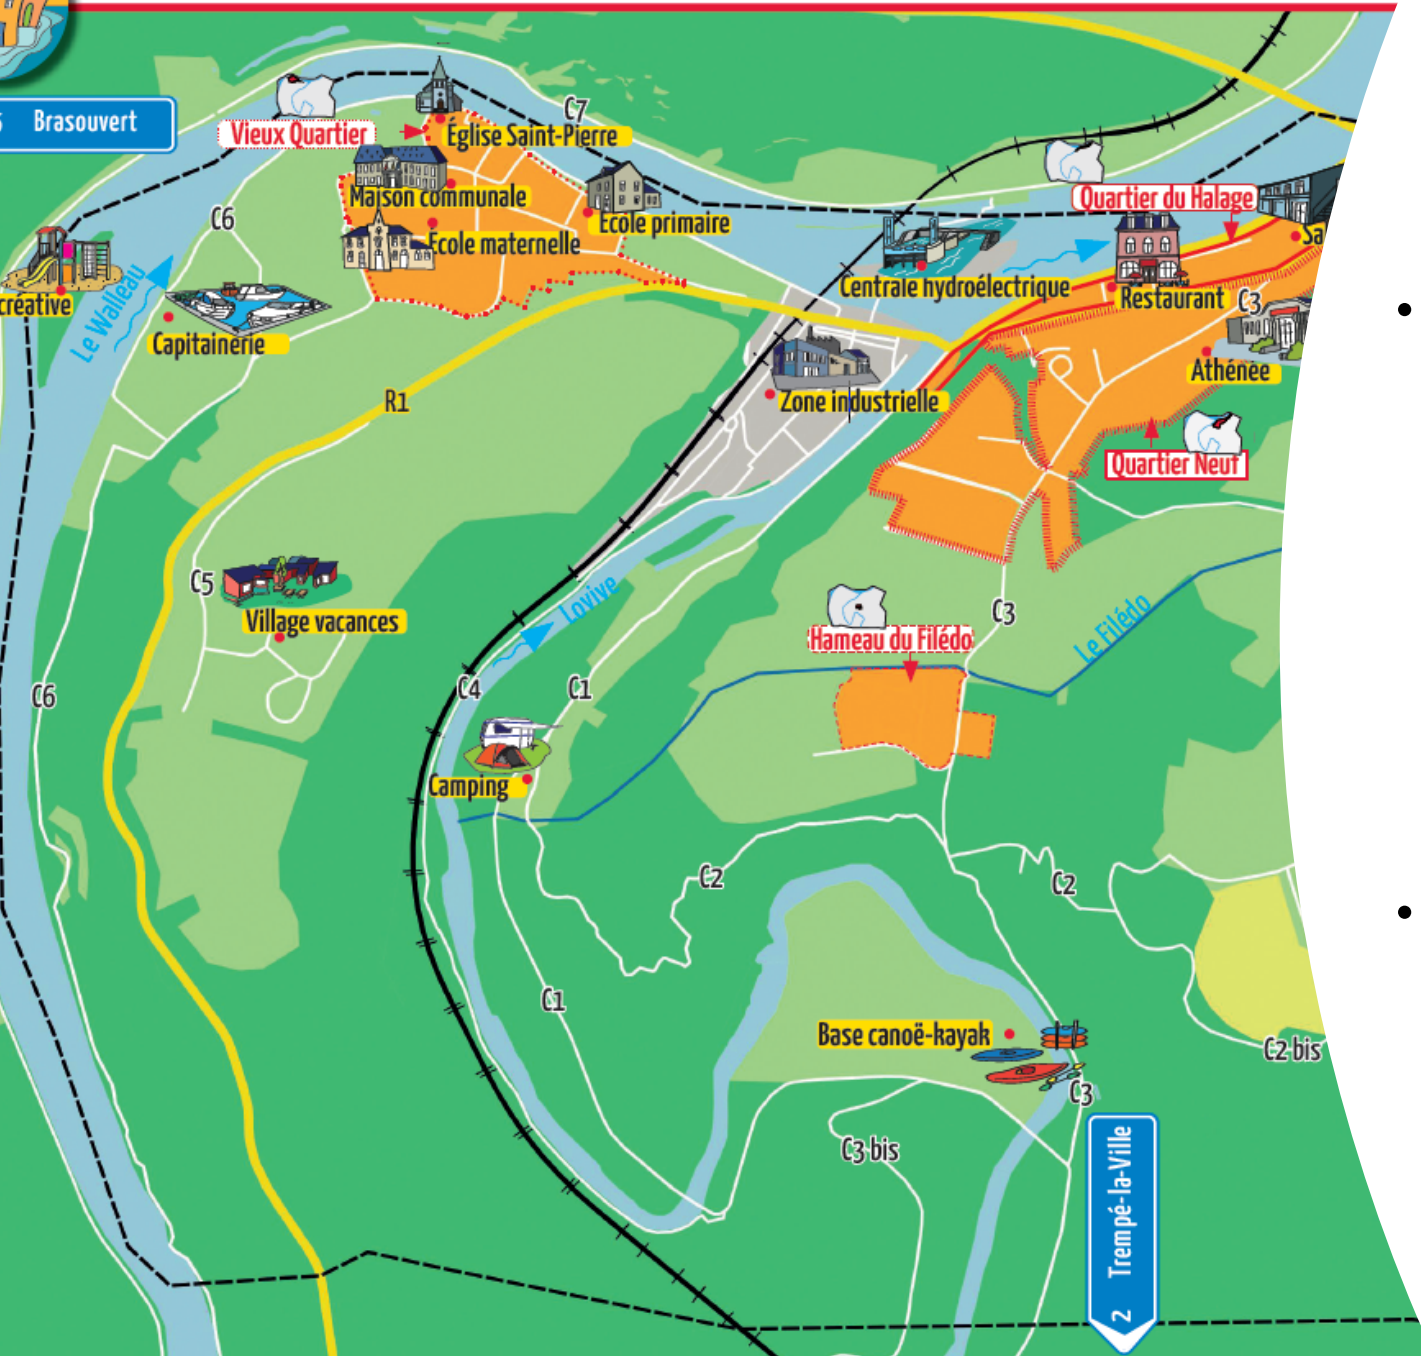 Brasouvert
C7
Vieux Quartier
Église Saint-Pierre
Maison communale
Ecole primaire
École maternelle
C6
Quartier du Halage
Sa
créative
Le Walleau
Capitainerie
Centrale hydroélectrique
Restaurant
C3
Athénée
R1
Zone industrielle
Quartier Neuf
C5
Village vacances
Lovive
C3
Hameau du Filédo
Le Filédo
C6
C4
C1
Camping
C2
C2
C1
Base canoë-kayak
C2 bis
C3
C3 bis
2 Trempé-la-Ville